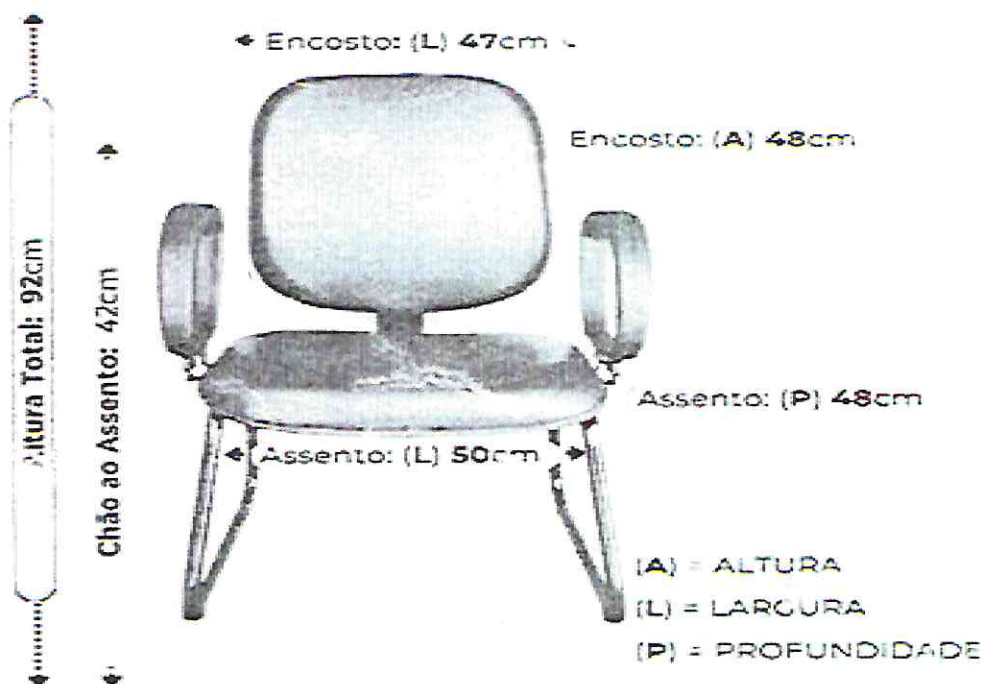 Encosto: (L) 47cm
Encosto: (A) 48cm
Altura Total: 92cm
Chão ao Assento: 42cm
Assento: (P) 48cm
Assento: (L) 50cm
(A) = ALTURA
(L) = LARGURA
(P) = PROFUNDIDADE